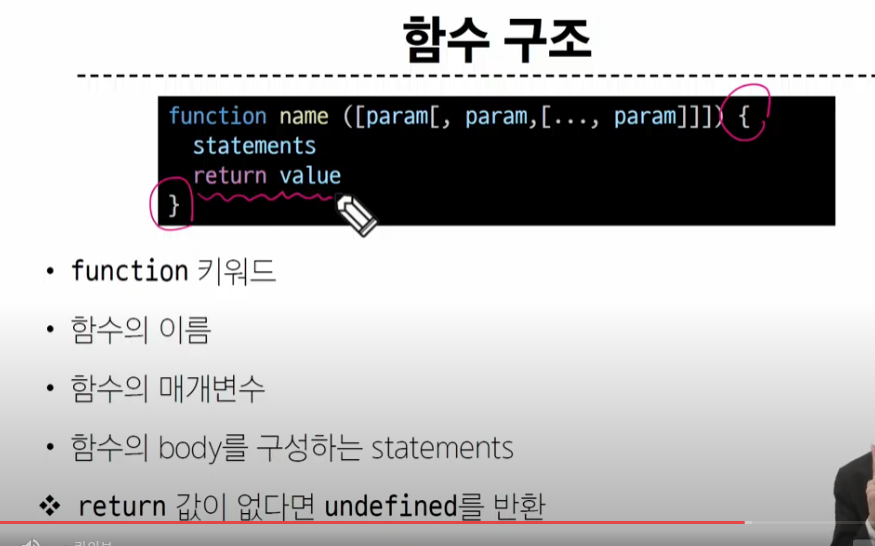 함수 구조
function name ([param[, param,[..., param]]]) {
statements
return value
}
• function 키워드
• 함수의 이름
• 함수의 매개변수
• 함수의 body를 구성하는 statements
❖ return 값이 없다면 undefined를 반환